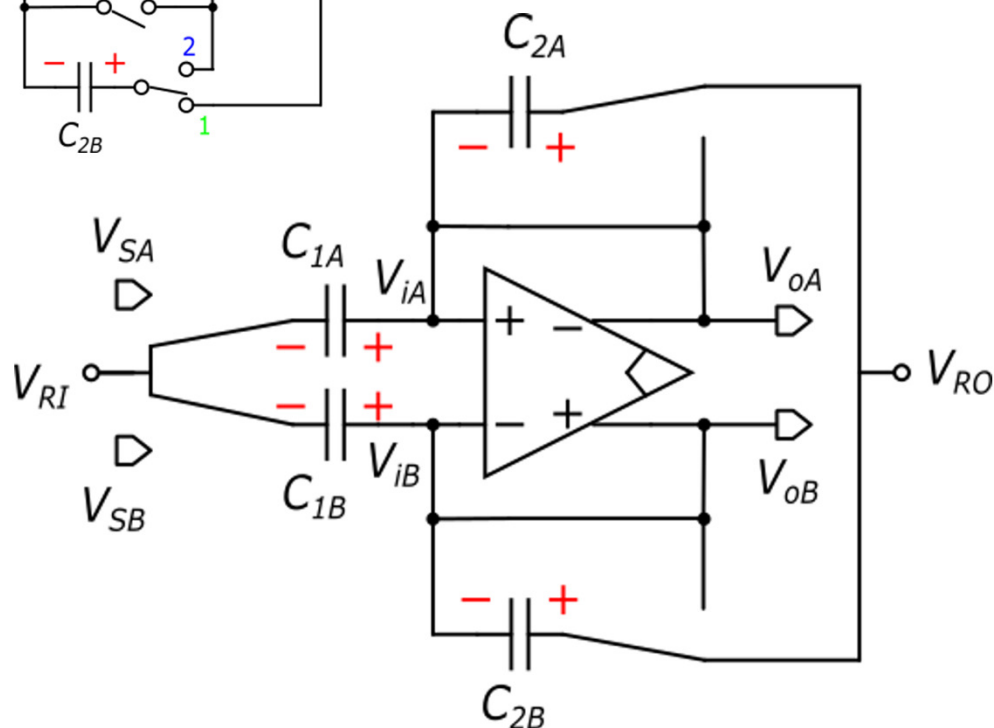 2
− +
C2B
1
C2A
− +
VSA
C1A
ViA
VoA
+ −
− +
VRI
VRO
− +
− +
ViB
VoB
C1B
VSB
− +
C2B